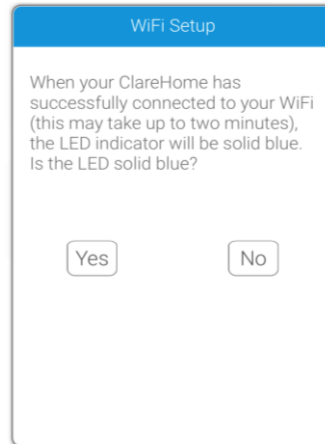 WiFi Setup
When your ClareHome has
successfully connected to your WiFi
(this may take up to two minutes),
the LED indicator will be solid blue.
Is the LED solid blue?
Yes No